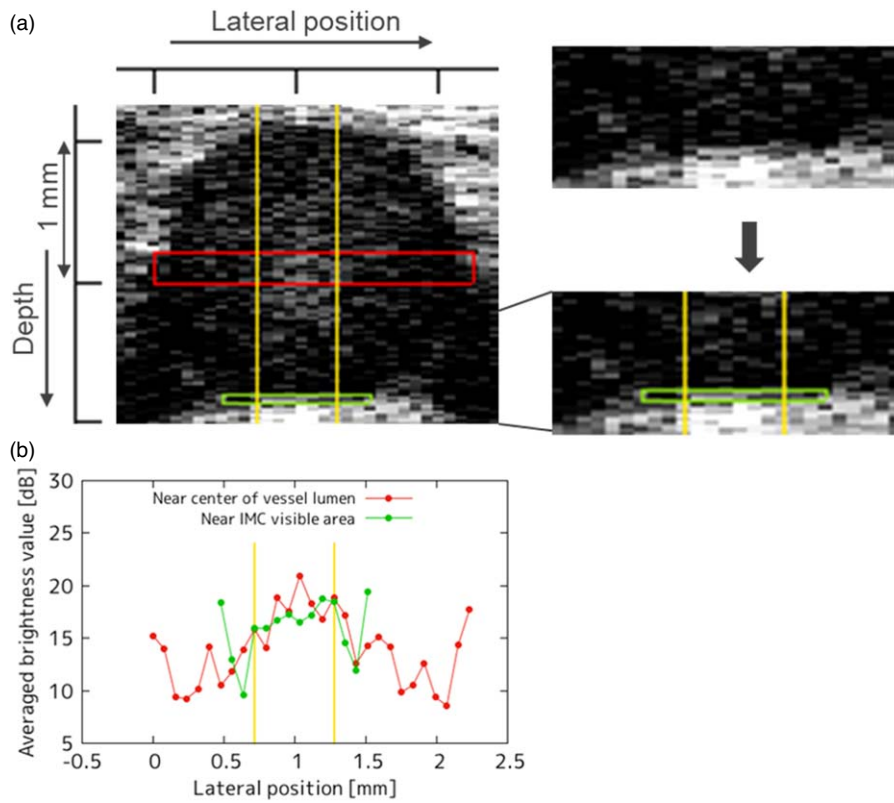 (a)
Lateral position
1 mm
Depth
(b)
Near center of vessel lumen
Near IMC visible area
Averaged brightness value [dB]
30
25
20
15
10
5
-0.5
0
0.5
1
1.5
2
2.5
Lateral position [mm]